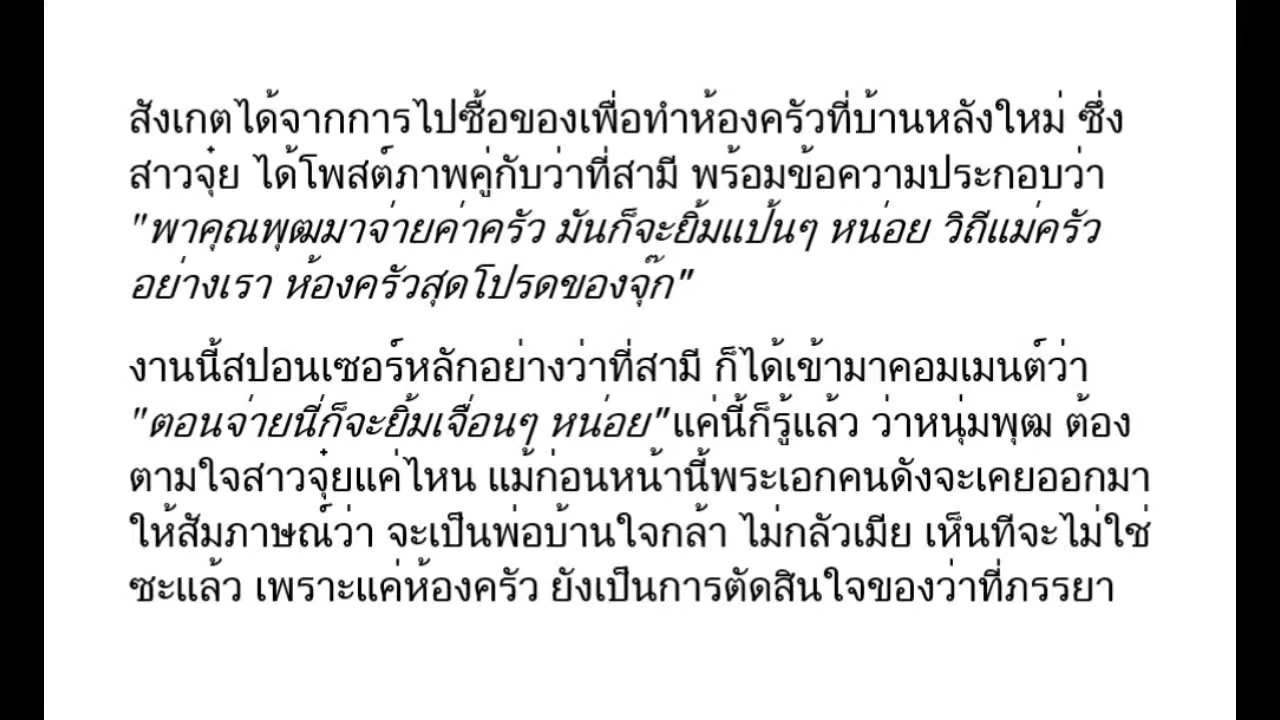 สังเกตได้จากการไปซื้อของเพื่อทำห้องครัวที่บ้านหลังใหม่ ซึ่ง
สาวจุ๋ย ได้โพสต์ภาพคู่กับว่าที่สามี พร้อมข้อความประกอบว่า
"พาคุณพุฒมาจ่ายค่าครัว มันก็จะยิ้มแป้นๆ หน่อย วิถีแม่ครัว
อย่างเรา ห้องครัวสุดโปรดของจุ๊ก"
งานนี้สปอนเซอร์หลักอย่างว่าที่สามี ก็ได้เข้ามาคอมเมนต์ว่า
"ตอนจ่ายนี่ก็จะยิ้มเจื่อนๆ หน่อย"แค่นี้ก็รู้แล้ว ว่าหนุ่มพุฒ ต้อง
ตามใจสาวจุ๋ยแค่ไหน แม้ก่อนหน้านี้พระเอกคนดังจะเคยออกมา
ให้สัมภาษณ์ว่า จะเป็นพ่อบ้านใจกล้า ไม่กลัวเมีย เห็นทีจะไม่ใช่
ซะแล้ว เพราะแค่ห้องครัว ยังเป็นการตัดสินใจของว่าที่ภรรยา